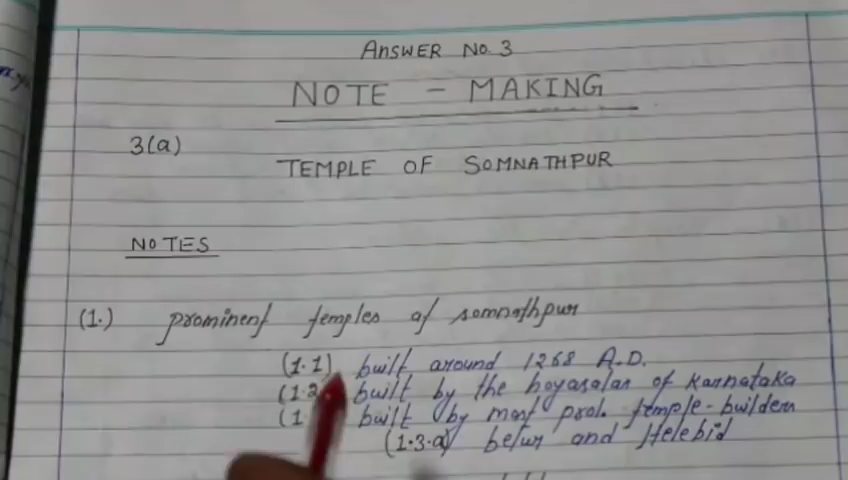 ANSWER NO. 3
NOTE - MAKING
3(a)
TEMPLE OF SOMNATHPUR
NOTES
(1.) prominent temples of somnathpur
(1.1) built around 1268 A.D.
(1.2 built by the hoyasalas of Karnataka
(1. built by most prol. temple-builders
(1.3.a) belur and Helebid